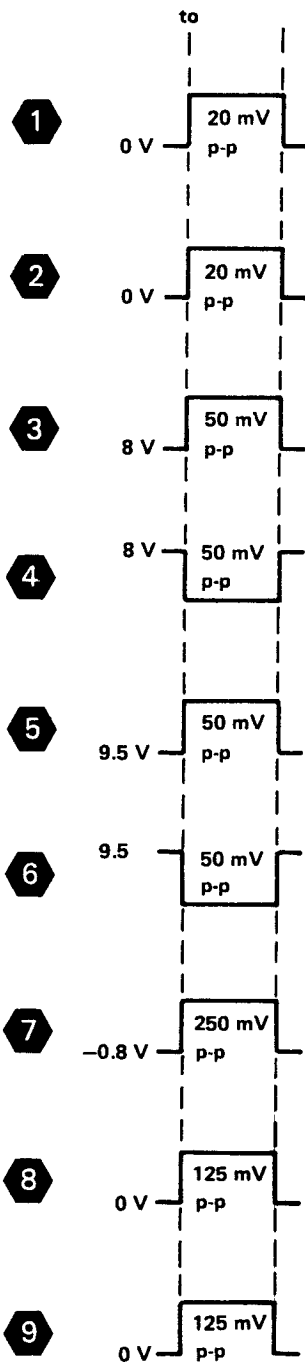 to
1
20 mV
0 V
p-p
2
20 mV
0 V
p-p
3
50 mV
8 V
p-p
8 V
50 mV
4
p-p
5
50 mV
9.5 V
p-p
9.5
50 mV
6
p-p
7
250 mV
−0.8 V
p-p
8
125 mV
0 V
p-p
9
125 mV
0 V
p-p